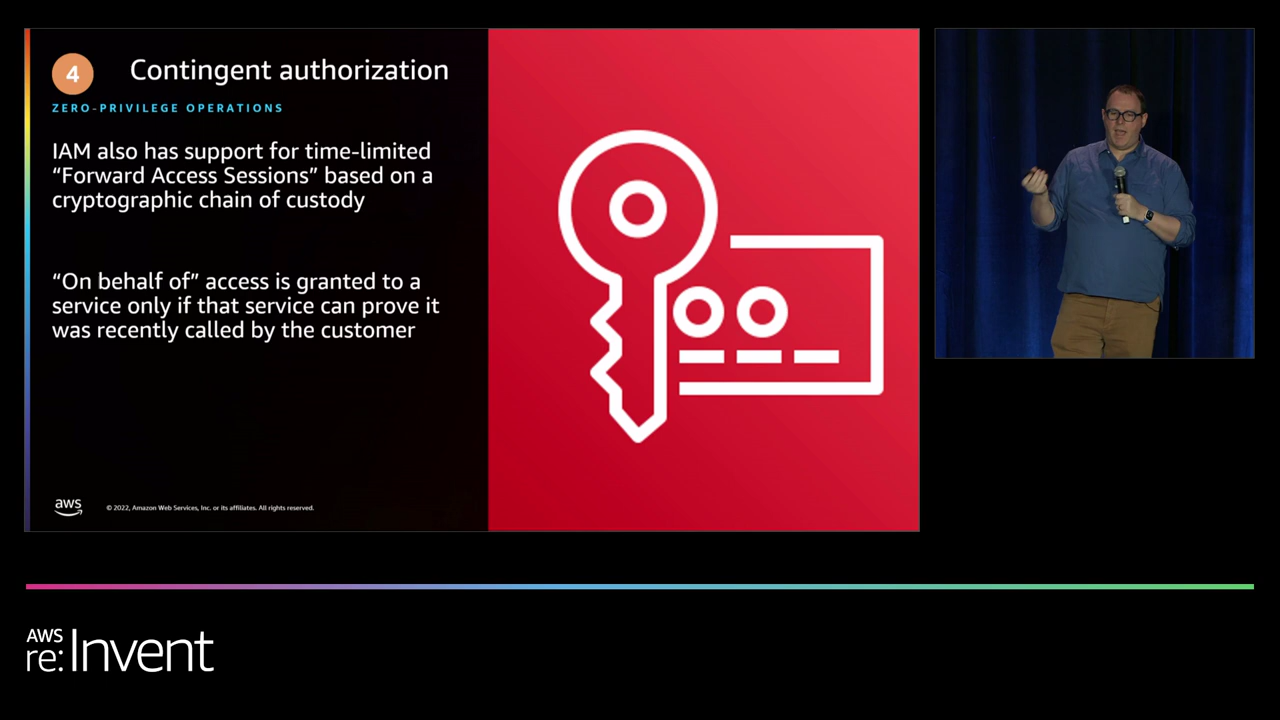 4
Contingent authorization
ZERO-PRIVILEGE OPERATIONS
IAM also has support for time-limited
“Forward Access Sessions” based on a
cryptographic chain of custody
“On behalf of” access is granted to a
service only if that service can prove it
was recently called by the customer
aws
© 2022, Amazon Web Services, Inc. or its affiliates. All rights reserved.
AWS
re:Invent